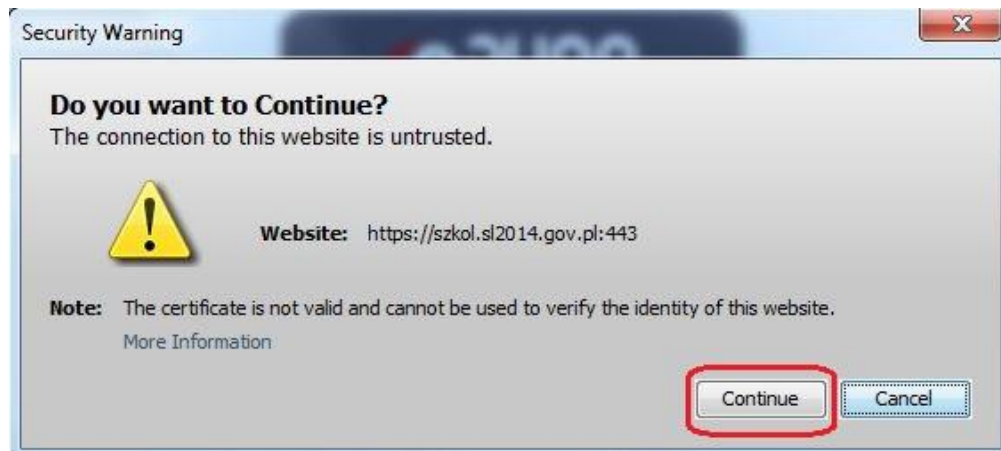 Security Warning
Do you want to Continue?
The connection to this website is untrusted.
Website: https://szkol.sl2014.gov.pl:443
Note: The certificate is not valid and cannot be used to verify the identity of this website.
More Information
Continue Cancel